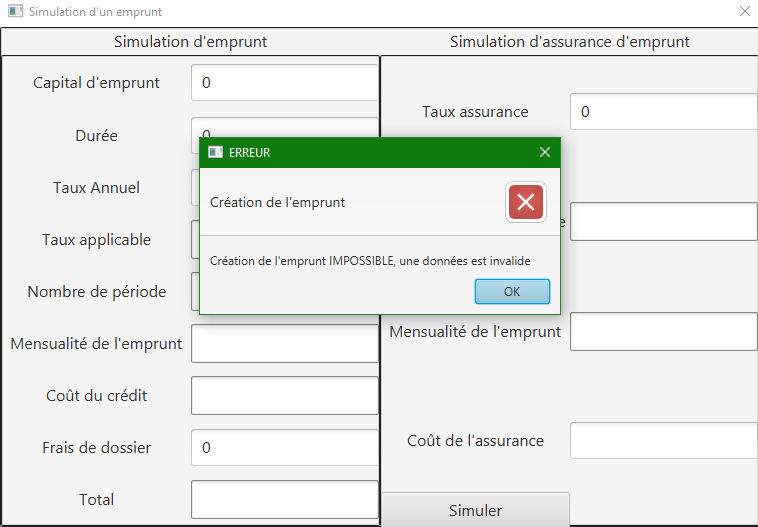 Simulation d'un emprunt
Simulation d'emprunt
Simulation d'assurance d'emprunt
Capital d'emprunt
0
Taux assurance
0
Durée
0
ERREUR
Taux Annuel
Création de l'emprunt
Taux applicable
Création de l'emprunt IMPOSSIBLE, une données est invalide
OK
Nombre de période
Mensualité de l'emprunt
Mensualité de l'emprunt
Coût du crédit
Frais de dossier
0
Coût de l'assurance
Total
Simuler